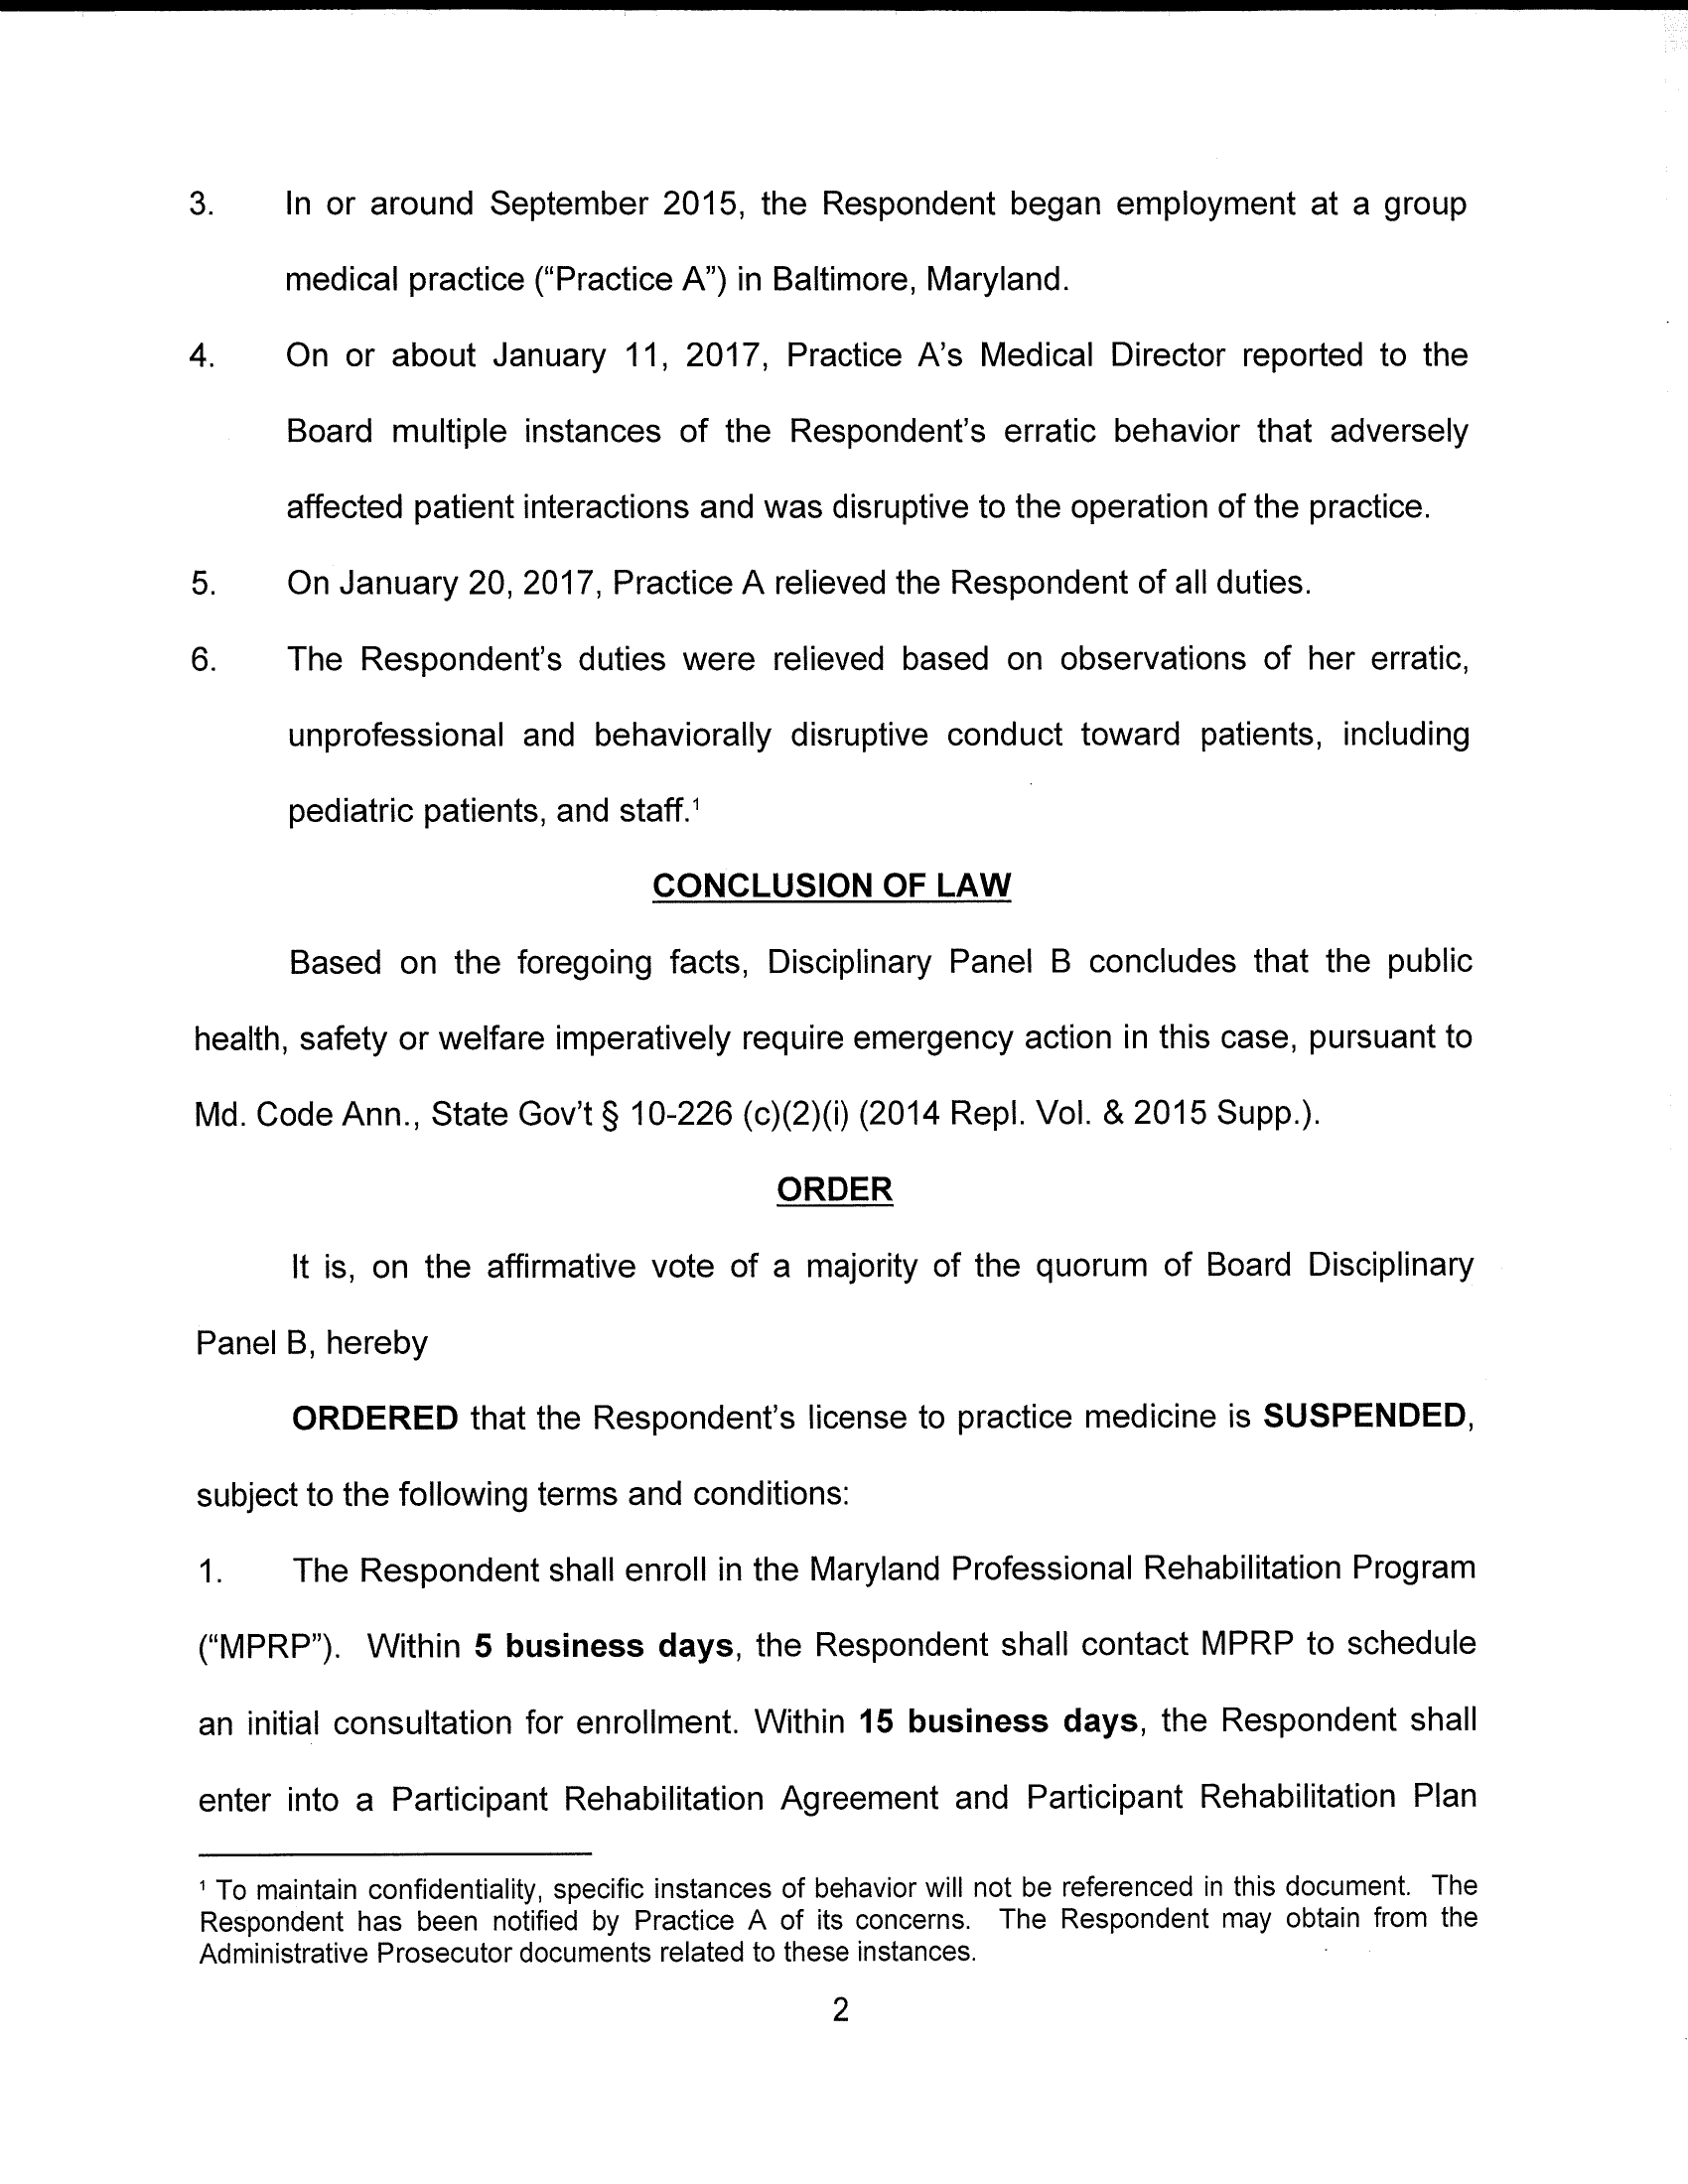 3. In or around September 2015, the Respondent began employment at a group
medical practice (“Practice A”) in Baltimore, Maryland.
4. On or about January 11, 2017, Practice A’s Medical Director reported to the
Board multiple instances of the Respondent’s erratic behavior that adversely
affected patient interactions and was disruptive to the operation of the practice.
5. On January 20, 2017, Practice A relieved the Respondent of all duties.
6. The Respondent’s duties were relieved based on observations of her erratic,
unprofessional and behaviorally disruptive conduct toward patients, including
pediatric patients, and staff.¹
CONCLUSION OF LAW
Based on the foregoing facts, Disciplinary Panel B concludes that the public
health, safety or welfare imperatively require emergency action in this case, pursuant to
Md. Code Ann., State Gov’t § 10-226 (c)(2)(i) (2014 Repl. Vol. & 2015 Supp.).
ORDER
It is, on the affirmative vote of a majority of the quorum of Board Disciplinary
Panel B, hereby
ORDERED that the Respondent’s license to practice medicine is SUSPENDED,
subject to the following terms and conditions:
1. The Respondent shall enroll in the Maryland Professional Rehabilitation Program
(“MPRP”). Within 5 business days, the Respondent shall contact MPRP to schedule
an initial consultation for enrollment. Within 15 business days, the Respondent shall
enter into a Participant Rehabilitation Agreement and Participant Rehabilitation Plan
¹ To maintain confidentiality, specific instances of behavior will not be referenced in this document. The
Respondent has been notified by Practice A of its concerns. The Respondent may obtain from the
Administrative Prosecutor documents related to these instances.
2